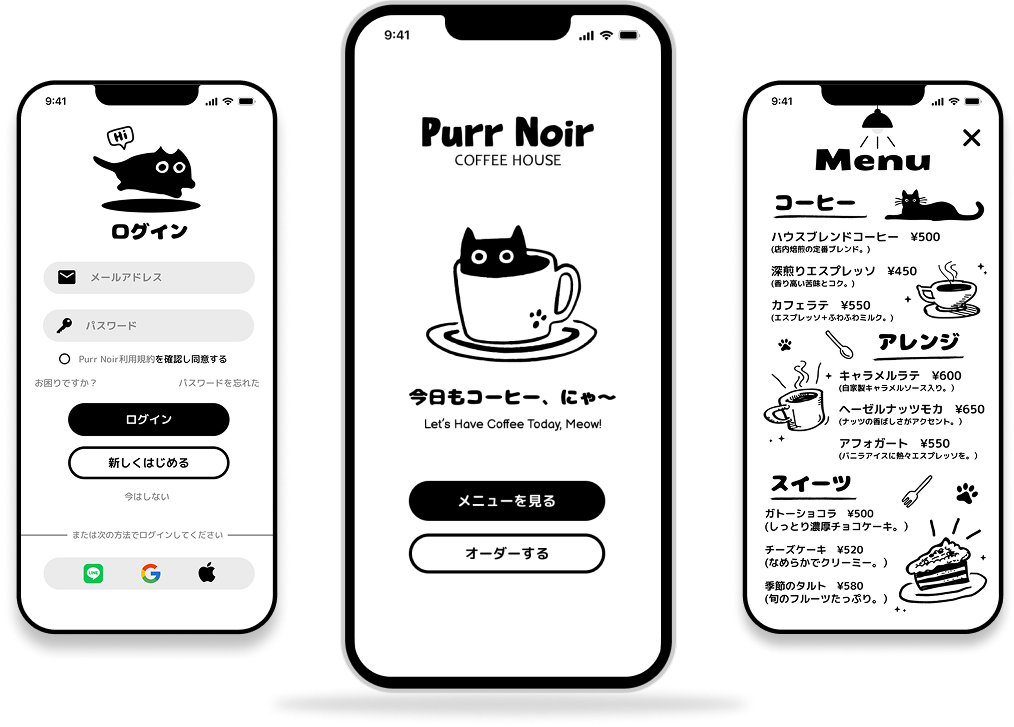 9:41
Hi
ログイン
メールアドレス
パスワード
Purr Noir利用規約を確認し同意する
お困りですか？
パスワードを忘れた
ログイン
新しくはじめる
今はしない
または次の方法でログインしてください
LINE
G
9:41
Purr Noir
COFFEE HOUSE
今日もコーヒー、にゃ〜
Let's Have Coffee Today, Meow!
メニューを見る
オーダーする
9:41
Menu
コーヒー
ハウスブレンドコーヒー ¥500
(店内焙煎の定番ブレンド。)
深煎りエスプレッソ ¥450
(香り高い苦味とコク。)
カフェラテ ¥550
(エスプレッソ+ふわふわミルク。)
アレンジ
キャラメルラテ ¥600
(自家製キャラメルソース入り。)
ヘーゼルナッツモカ ¥650
(ナッツの香ばしさがアクセント。)
アフォガート ¥550
(バニラアイスに熱々エスプレッソを。)
スイーツ
ガトーショコラ ¥500
(しっとり濃厚チョコケーキ。)
チーズケーキ ¥520
(なめらかでクリーミー。)
季節のタルト ¥580
(旬のフルーツたっぷり。)